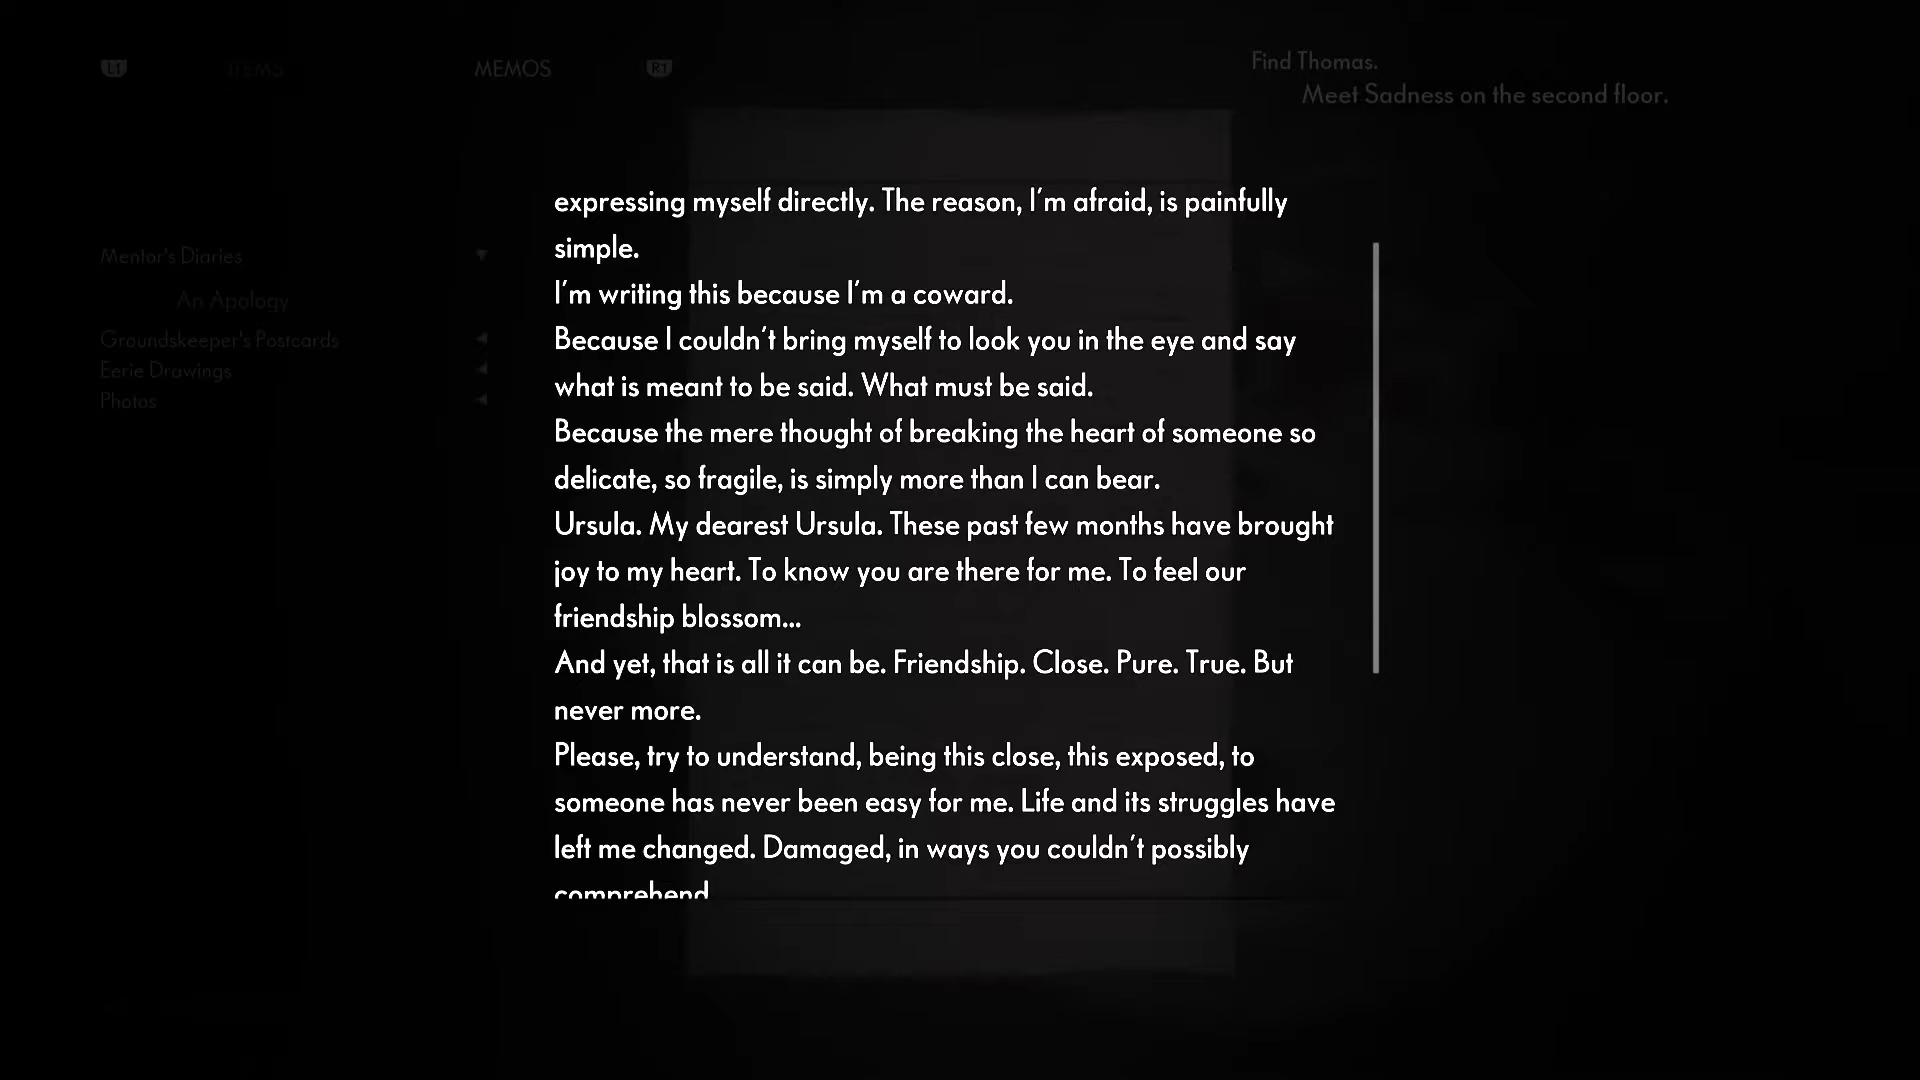 L1
ITEMS
MEMOS
R1
Find Thomas.
Meet Sadness on the second floor.
Mentor's Diaries
An Apology
Groundskeeper's Postcards
Eerie Drawings
Photos
expressing myself directly. The reason, I'm afraid, is painfully
simple.
I'm writing this because I'm a coward.
Because I couldn't bring myself to look you in the eye and say
what is meant to be said. What must be said.
Because the mere thought of breaking the heart of someone so
delicate, so fragile, is simply more than I can bear.
Ursula. My dearest Ursula. These past few months have brought
joy to my heart. To know you are there for me. To feel our
friendship blossom...
And yet, that is all it can be. Friendship. Close. Pure. True. But
never more.
Please, try to understand, being this close, this exposed, to
someone has never been easy for me. Life and its struggles have
left me changed. Damaged, in ways you couldn't possibly
comprehend